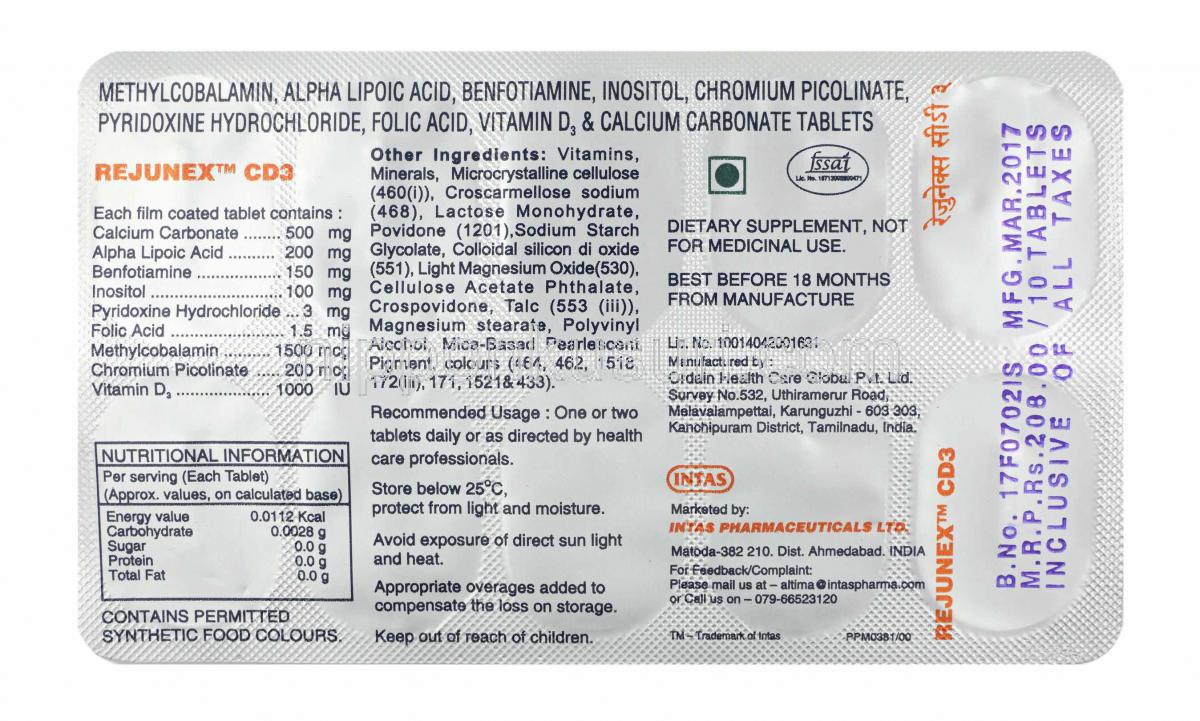 METHYLCOBALAMIN, ALPHA LIPOIC ACID, BENFOTIAMINE, INOSITOL, CHROMIUM PICOLINATE,
PYRIDOXINE HYDROCHLORIDE, FOLIC ACID, VITAMIN D3 & CALCIUM CARBONATE TABLETS
REJUNEX™ CD3
Each film coated tablet contains :
Calcium Carbonate ........ 500 mg
Alpha Lipoic Acid .......... 200 mg
Benfotiamine ................. 150 mg
Inositol ........................... 100 mg
Pyridoxine Hydrochloride ... 3 mg
Folic Acid ....................... 1.5 mg
Methylcobalamin .......... 1500 mcg
Chromium Picolinate ..... 200 mcg
Vitamin D3 .................... 1000 IU
NUTRITIONAL INFORMATION
Per serving (Each Tablet)
(Approx. values, on calculated base)
Energy value 0.0112 Kcal
Carbohydrate 0.0028 g
Sugar 0.0 g
Protein 0.0 g
Total Fat 0.0 g
CONTAINS PERMITTED
SYNTHETIC FOOD COLOURS.
Other Ingredients: Vitamins,
Minerals, Microcrystalline cellulose
(460(i)), Croscarmellose sodium
(468), Lactose Monohydrate,
Povidone (1201),Sodium Starch
Glycolate, Colloidal silicon di oxide
(551), Light Magnesium Oxide(530),
Cellulose Acetate Phthalate,
Crospovidone, Talc (553 (iii)),
Magnesium stearate, Polyvinyl
Alcohol, Mica-Based Pearlescent
Pigment, colours (464, 462, 1518,
172(iii), 171, 1521&433).
Recommended Usage : One or two
tablets daily or as directed by health
care professionals.
Store below 25°C,
protect from light and moisture.
Avoid exposure of direct sun light
and heat.
Appropriate overages added to
compensate the loss on storage.
Keep out of reach of children.
fssai
Lic. No.
DIETARY SUPPLEMENT, NOT
FOR MEDICINAL USE.
BEST BEFORE 18 MONTHS
FROM MANUFACTURE
Lic. No. 10014042001631
Manufactured by :
Ordain Health Care Global Pvt. Ltd.
Survey No.532, Uthiramerur Road,
Melavalampettai, Karunguzhi - 603 303,
Kanchipuram District, Tamilnadu, India.
INTAS
Marketed by:
INTAS PHARMACEUTICALS LTD.
Matoda-382 210. Dist. Ahmedabad. INDIA
For Feedback/Complaint:
Please mail us at – altima@intaspharma.com
or Call us on – 079-66523120
TM – Trademark of Intas PPM0381/00
रेजुनेक्स सीडी ३
REJUNEX™ CD3
B.No. 17F0702IS MFG.MAR.2017
M.R.P.Rs.208.00 / 10 TABLETS
INCLUSIVE OF ALL TAXES